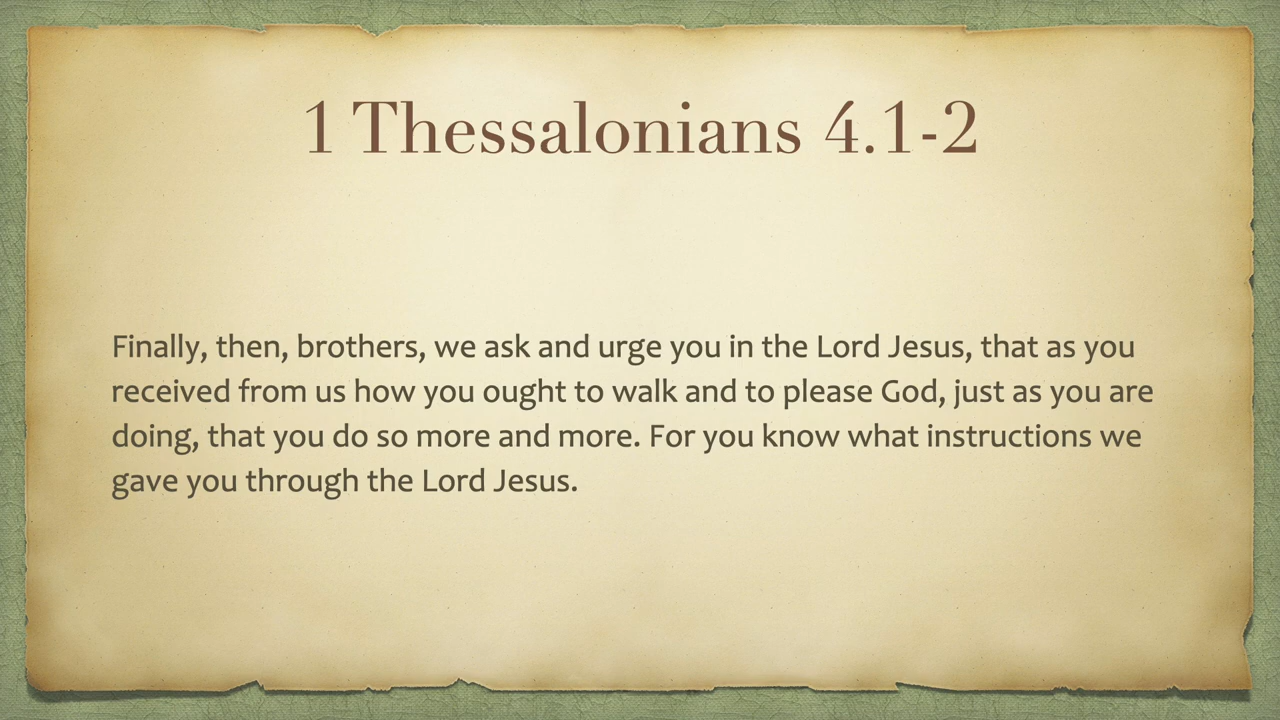 1 Thessalonians 4.1-2
Finally, then, brothers, we ask and urge you in the Lord Jesus, that as you
received from us how you ought to walk and to please God, just as you are
doing, that you do so more and more. For you know what instructions we
gave you through the Lord Jesus.